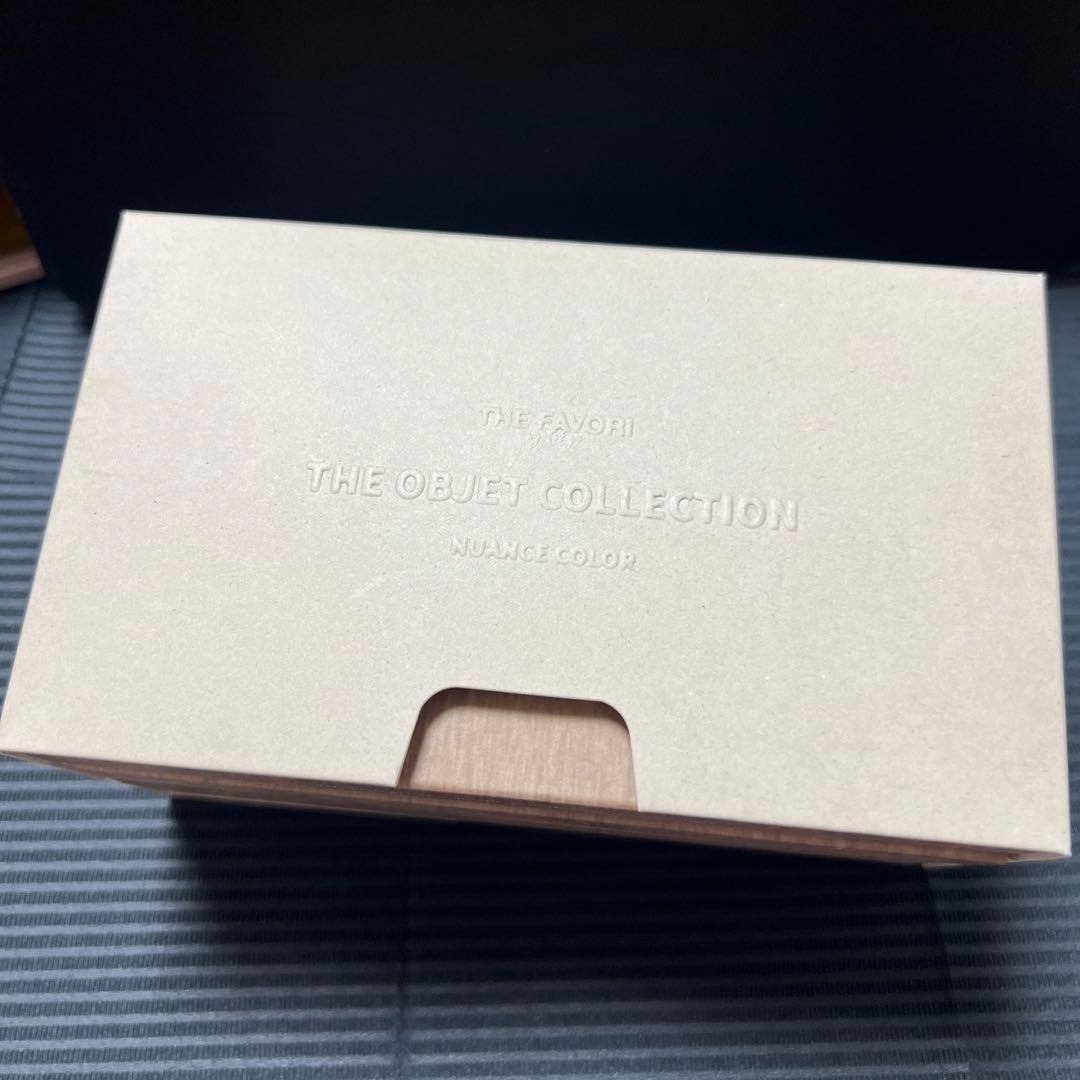 THE FAVORI
THE OBJET COLLECTION
NUANCE COLOR